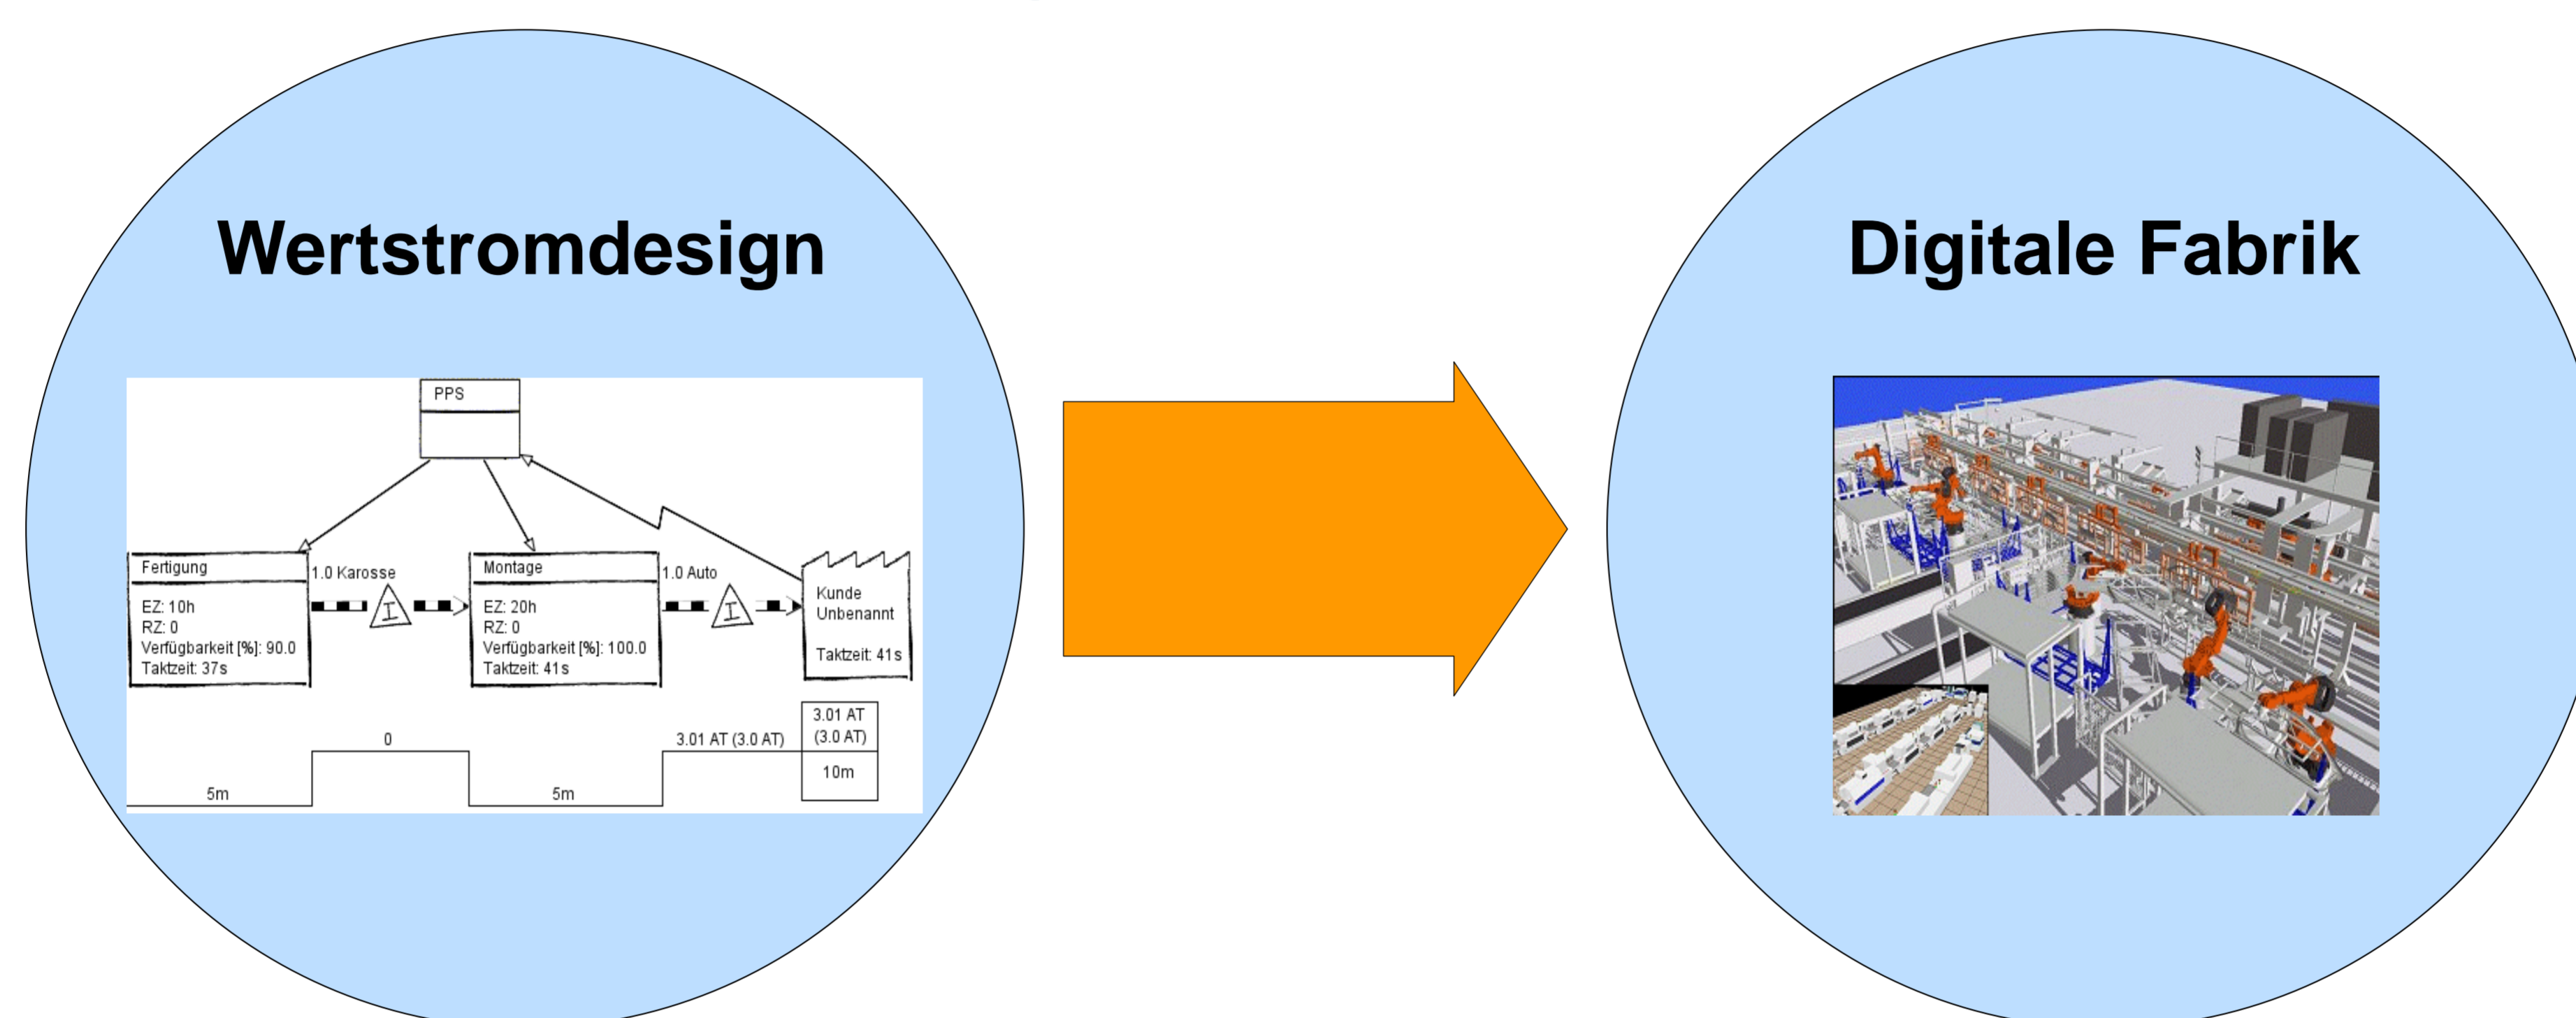 Wertstromdesign
PPS
Fertigung
EZ: 10h
RZ: 0
Verfügbarkeit [%]: 90.0
Taktzeit: 37s
1.0 Karosse
I
Montage
EZ: 20h
RZ: 0
Verfügbarkeit [%]: 100.0
Taktzeit: 41s
1.0 Auto
I
Kunde
Unbenannt
Taktzeit: 41s
5m
0
5m
3.01 AT (3.0 AT)
3.01 AT
(3.0 AT)
10m
Digitale Fabrik